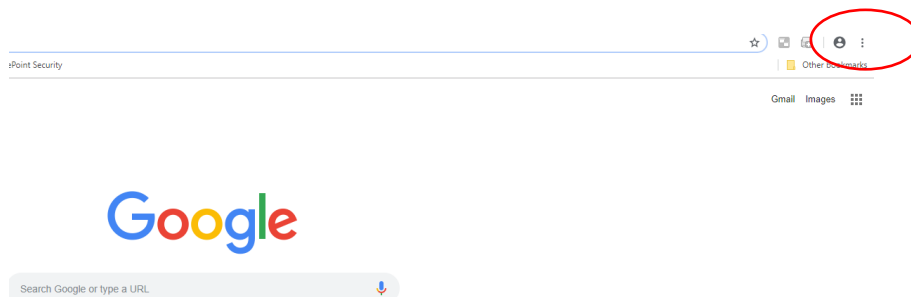 ePoint Security
Other Bookmarks
Gmail Images
Google
Search Google or type a URL